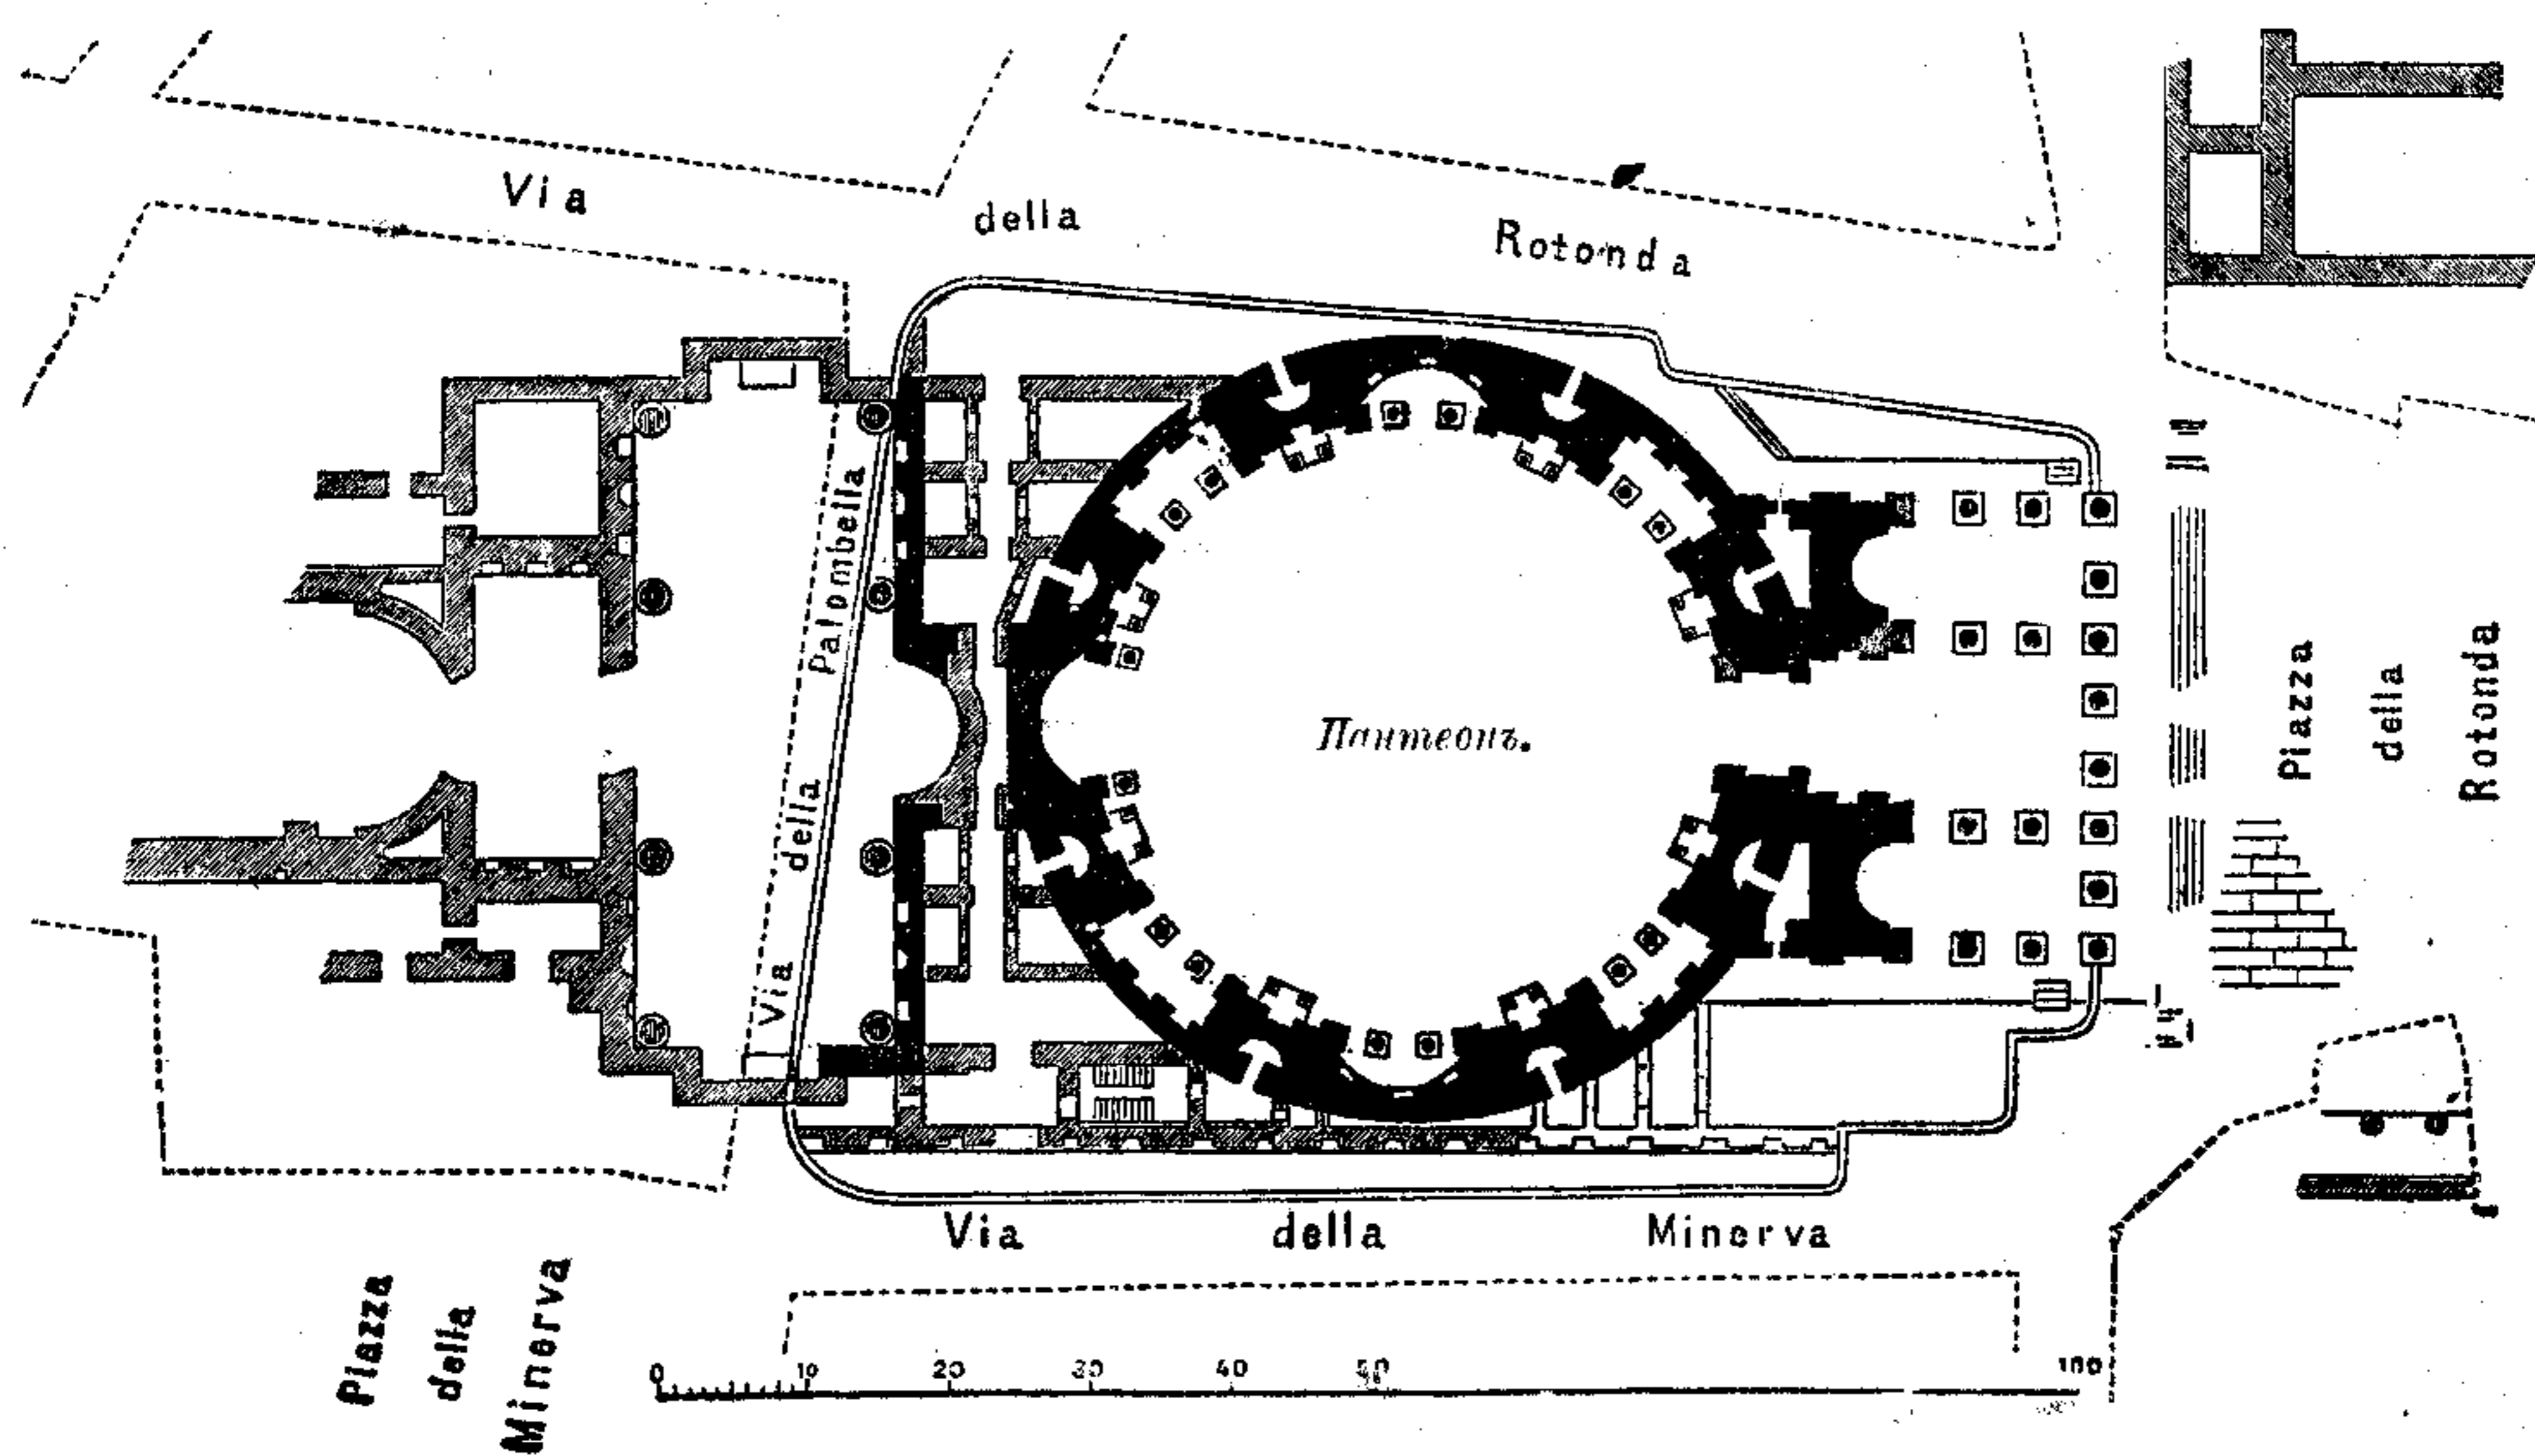 Via della Rotonda
Via della Palombella
Пантеонъ.
Piazza della Rotonda
Via della Minerva
Piazza della Minerva
0 10 20 30 40 50 100